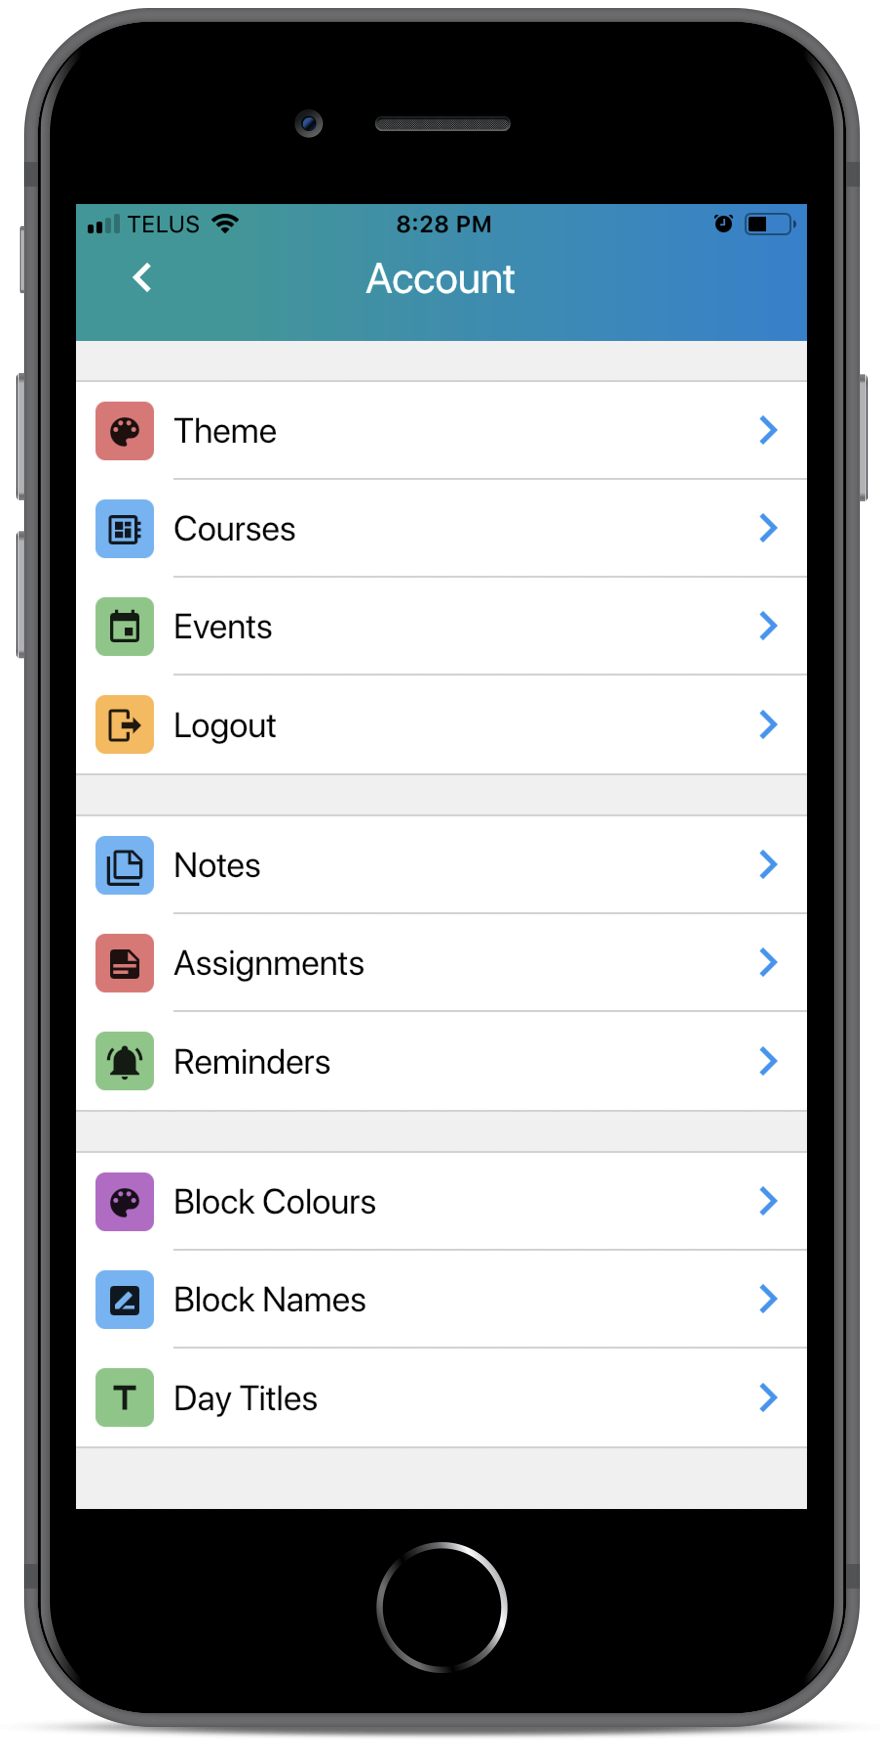 TELUS 8:28 PM
Account
Theme
Courses
Events
Logout
Notes
Assignments
Reminders
Block Colours
Block Names
T Day Titles